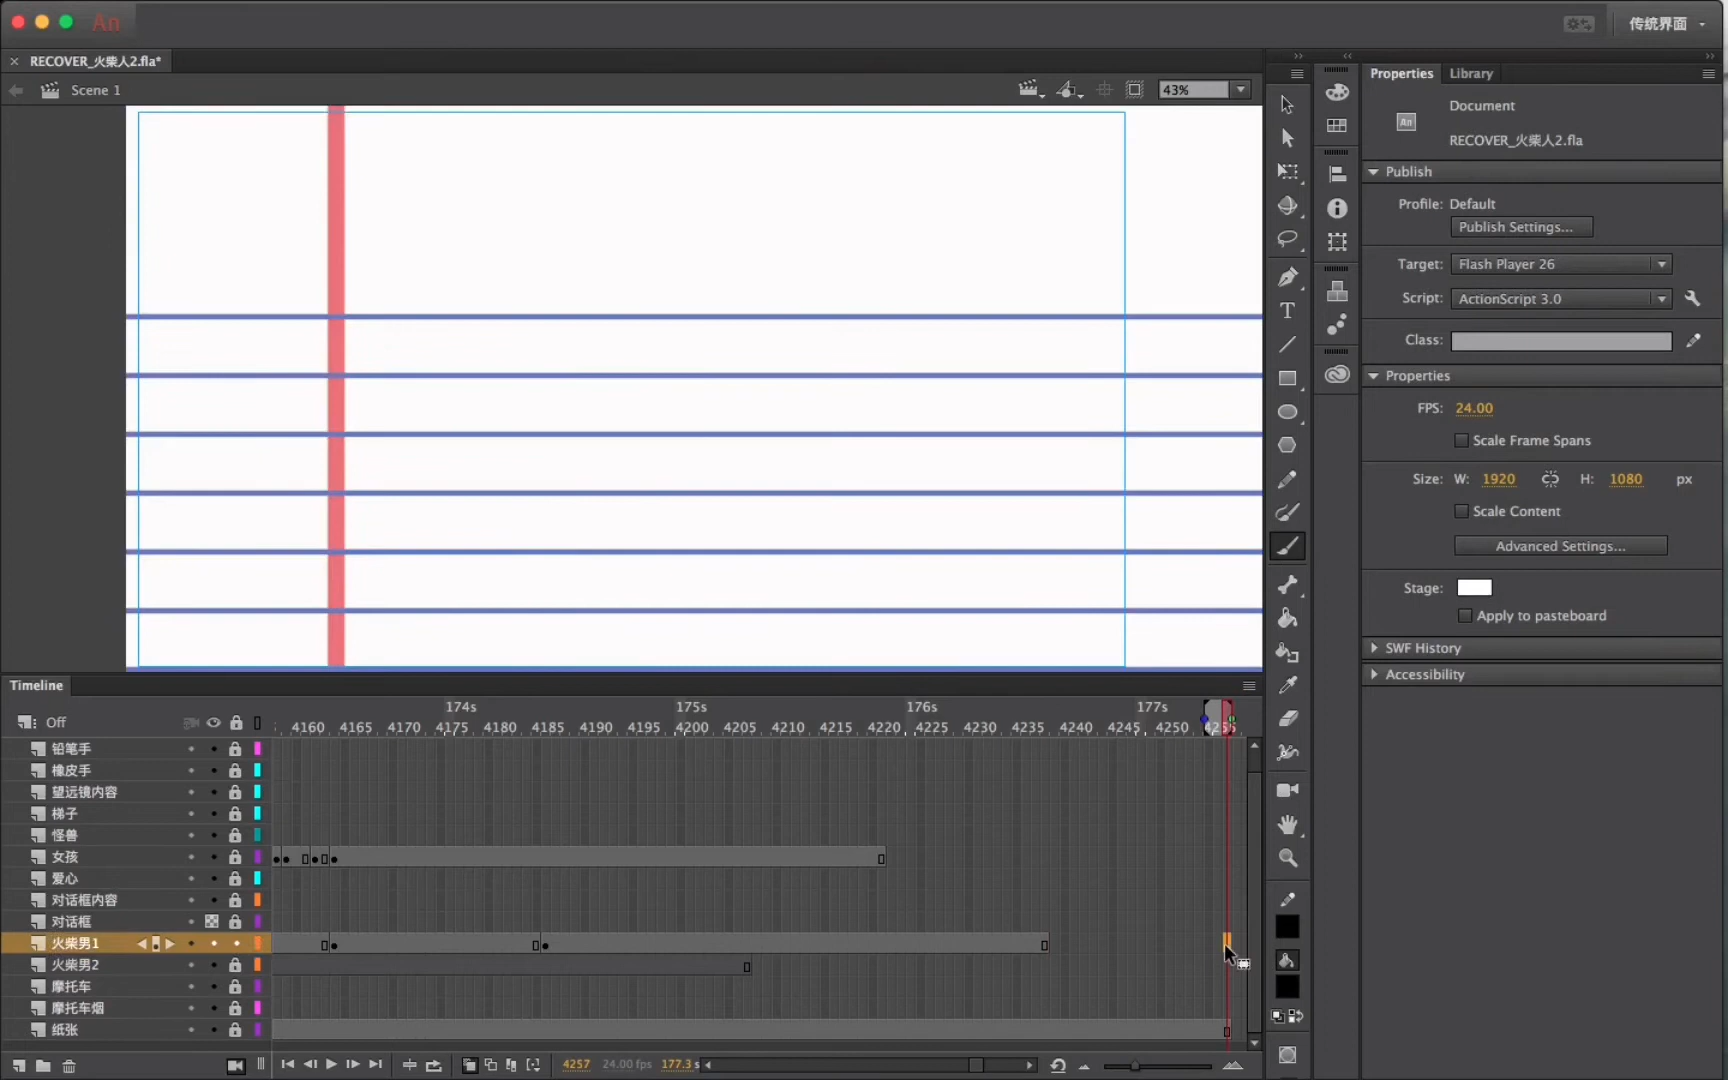 An
传统界面
RECOVER_火柴人2.fla*
Scene 1
43%
Properties
Library
Document
An
RECOVER_火柴人2.fla
Publish
Profile: Default
Publish Settings...
Target: Flash Player 26
Script: ActionScript 3.0
Class:
Properties
FPS: 24.00
Scale Frame Spans
Size: W: 1920 H: 1080 px
Scale Content
Advanced Settings...
Stage:
Apply to pasteboard
SWF History
Accessibility
Timeline
174s 175s 176s 177s
Off
4160 4165 4170 4175 4180 4185 4190 4195 4200 4205 4210 4215 4220 4225 4230 4235 4240 4245 4250 4255
铅笔手
橡皮手
望远镜内容
梯子
怪兽
女孩
爱心
对话框内容
对话框
火柴男1
火柴男2
摩托车
摩托车烟
纸张
4257 24.00 fps 177.3 s